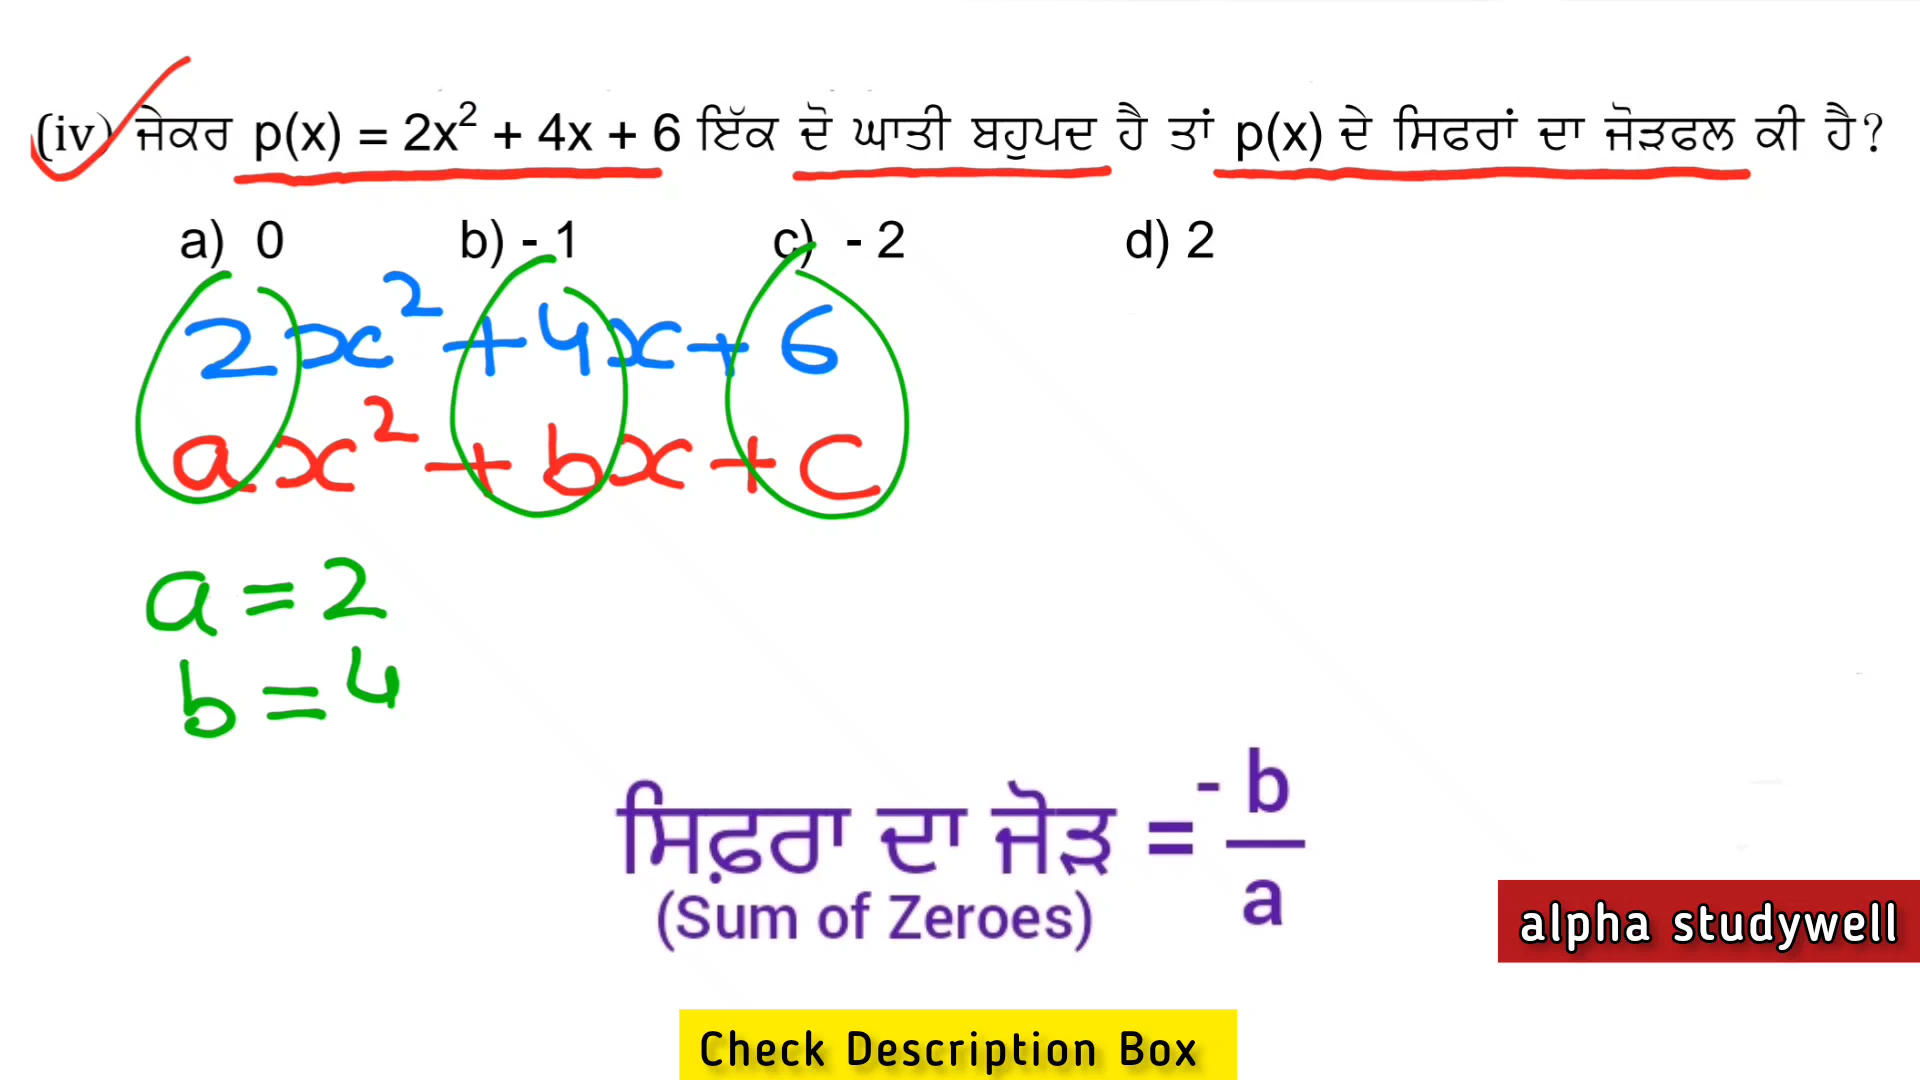 (iv) ਜੇਕਰ p(x) = 2x² + 4x + 6 ਇੱਕ ਦੋ ਘਾਤੀ ਬਹੁਪਦ ਹੈ ਤਾਂ p(x) ਦੇ ਸਿਫਰਾਂ ਦਾ ਜੋੜਫਲ ਕੀ ਹੈ?
a) 0 b) - 1 c) - 2 d) 2
2x² + 4x + 6
ax² + bx + c
a = 2
b = 4
ਸਿਫ਼ਰਾ ਦਾ ਜੋੜ = - b / a
(Sum of Zeroes)
alpha studywell
Check Description Box